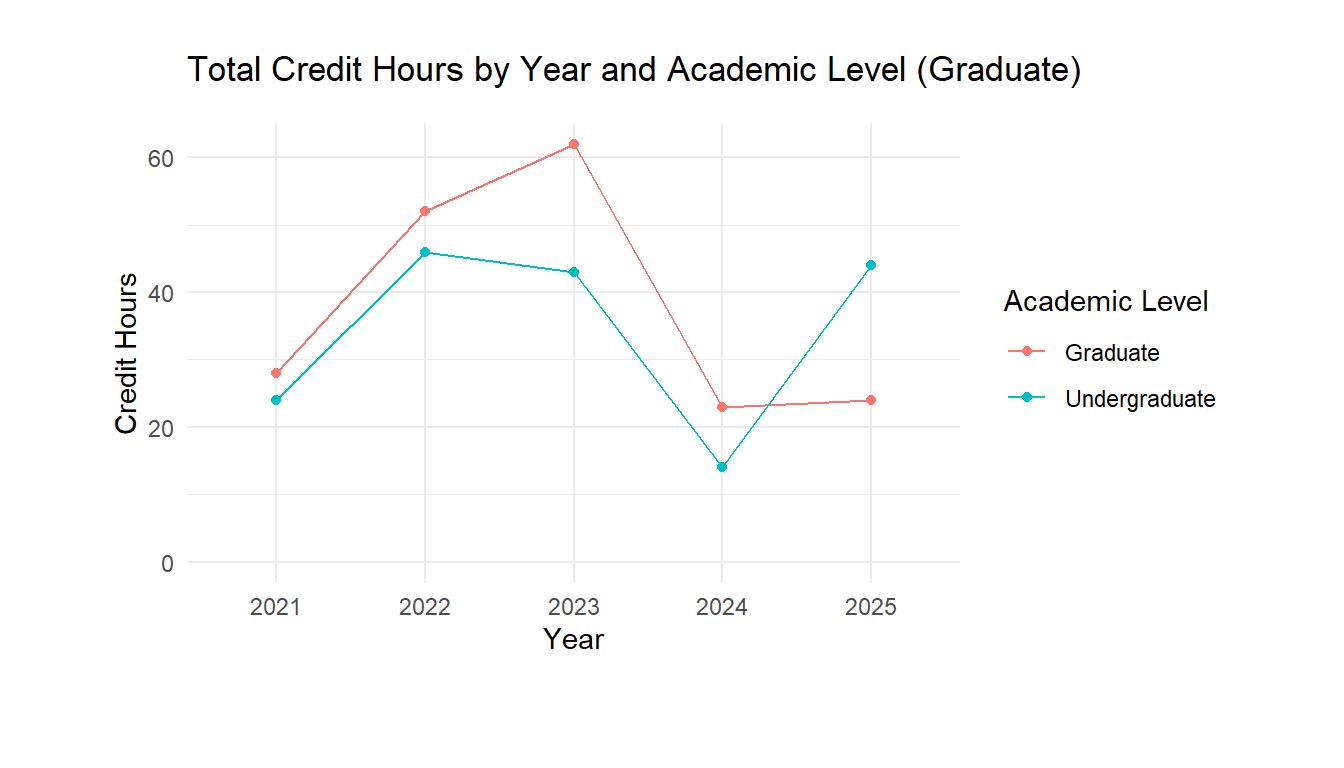 Total Credit Hours by Year and Academic Level (Graduate)
60
40
20
0
Credit Hours
2021 2022 2023 2024 2025
Year
Academic Level
Graduate
Undergraduate